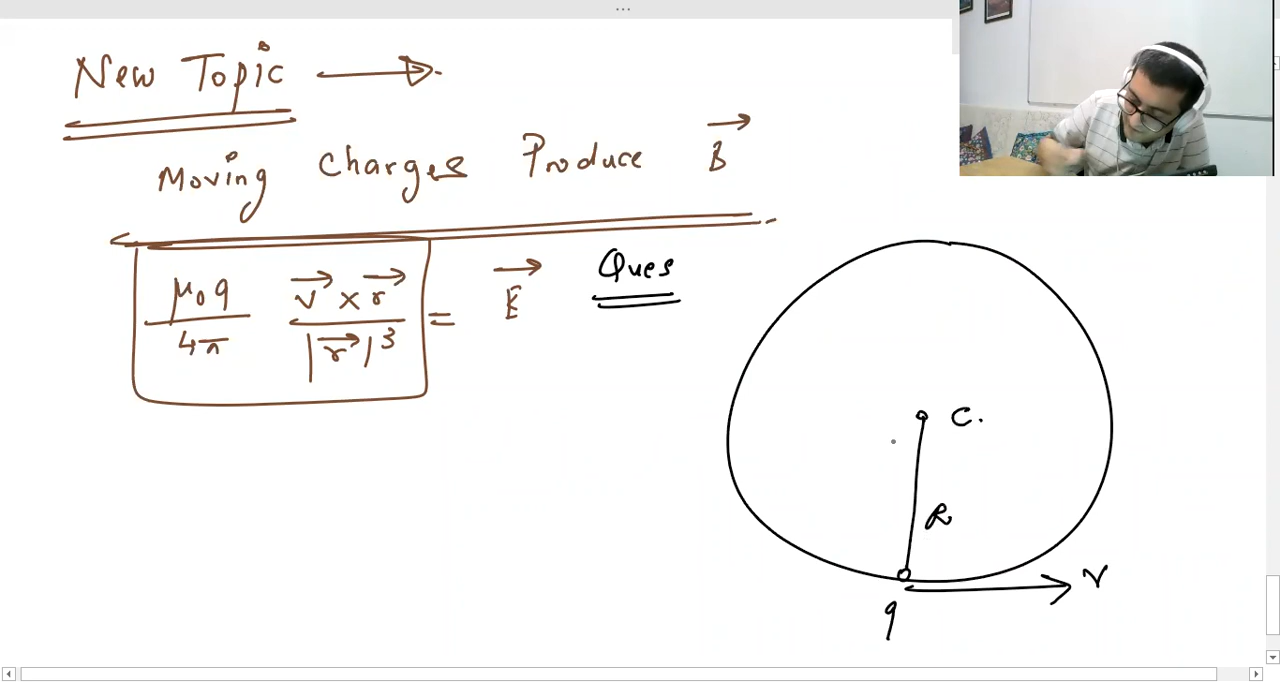 New Topic →
Moving Charges Produce B⃗
μ₀q/4π (v⃗ × r⃗)/|r⃗|³ = E⃗
Ques
C.
R
v
q